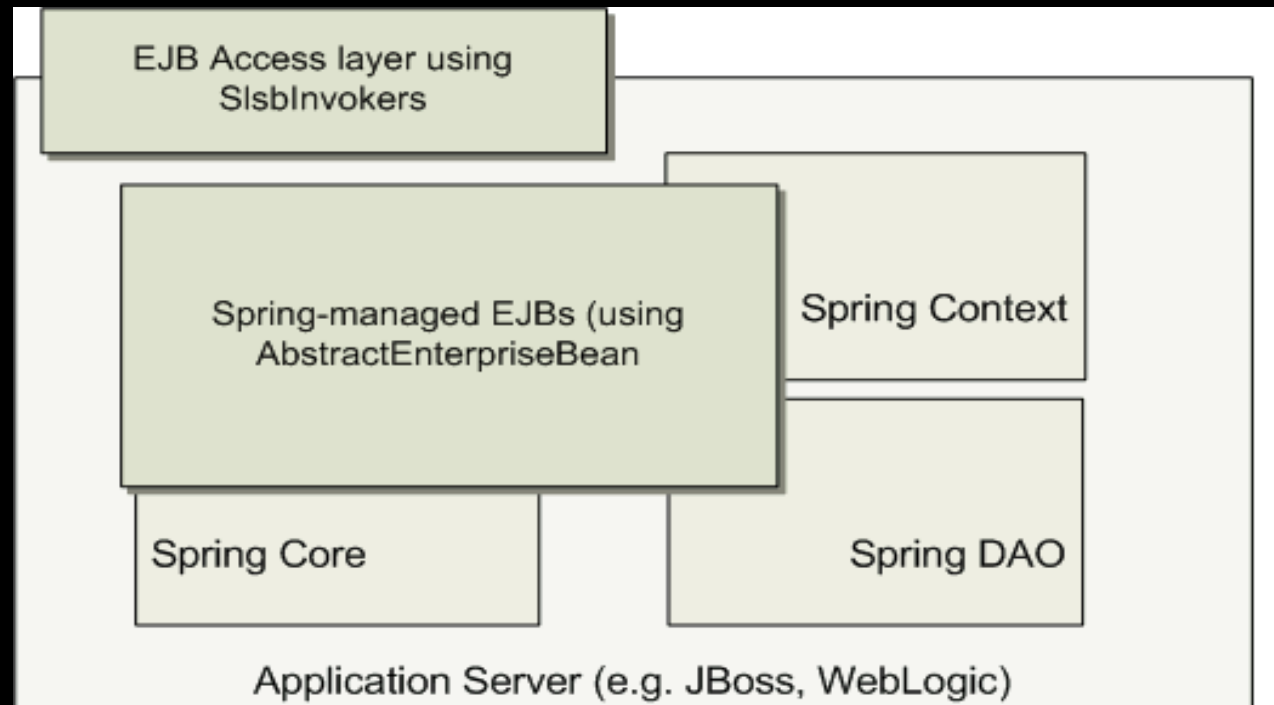 EJB Access layer using
SlsbInvokers
Spring-managed EJBs (using
AbstractEnterpriseBean
Spring Context
Spring Core
Spring DAO
Application Server (e.g. JBoss, WebLogic)